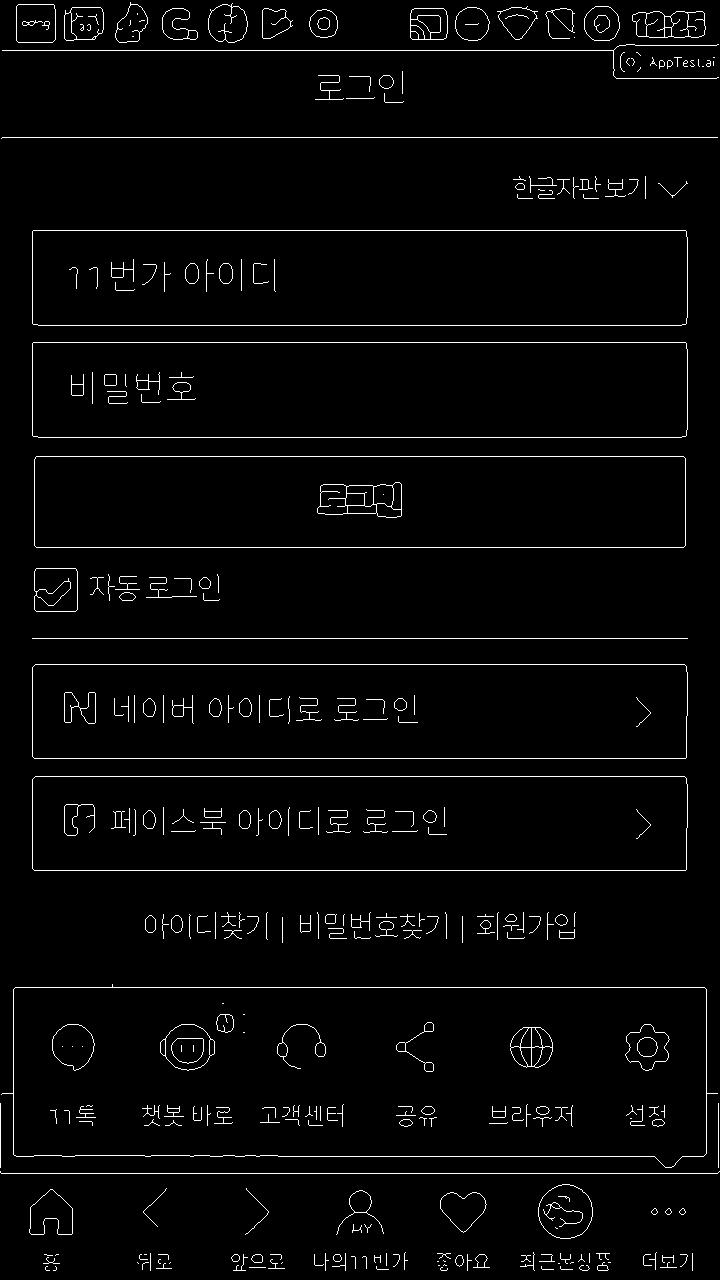 12:25
AppTest.ai
로그인
한글자판 보기
11번가 아이디
비밀번호
로그인
자동 로그인
네이버 아이디로 로그인
페이스북 아이디로 로그인
아이디찾기 | 비밀번호찾기 | 회원가입
11톡 챗봇 바로 고객센터 공유 브라우저 설정
MY
홈 뒤로 앞으로 나의11번가 좋아요 최근본상품 더보기